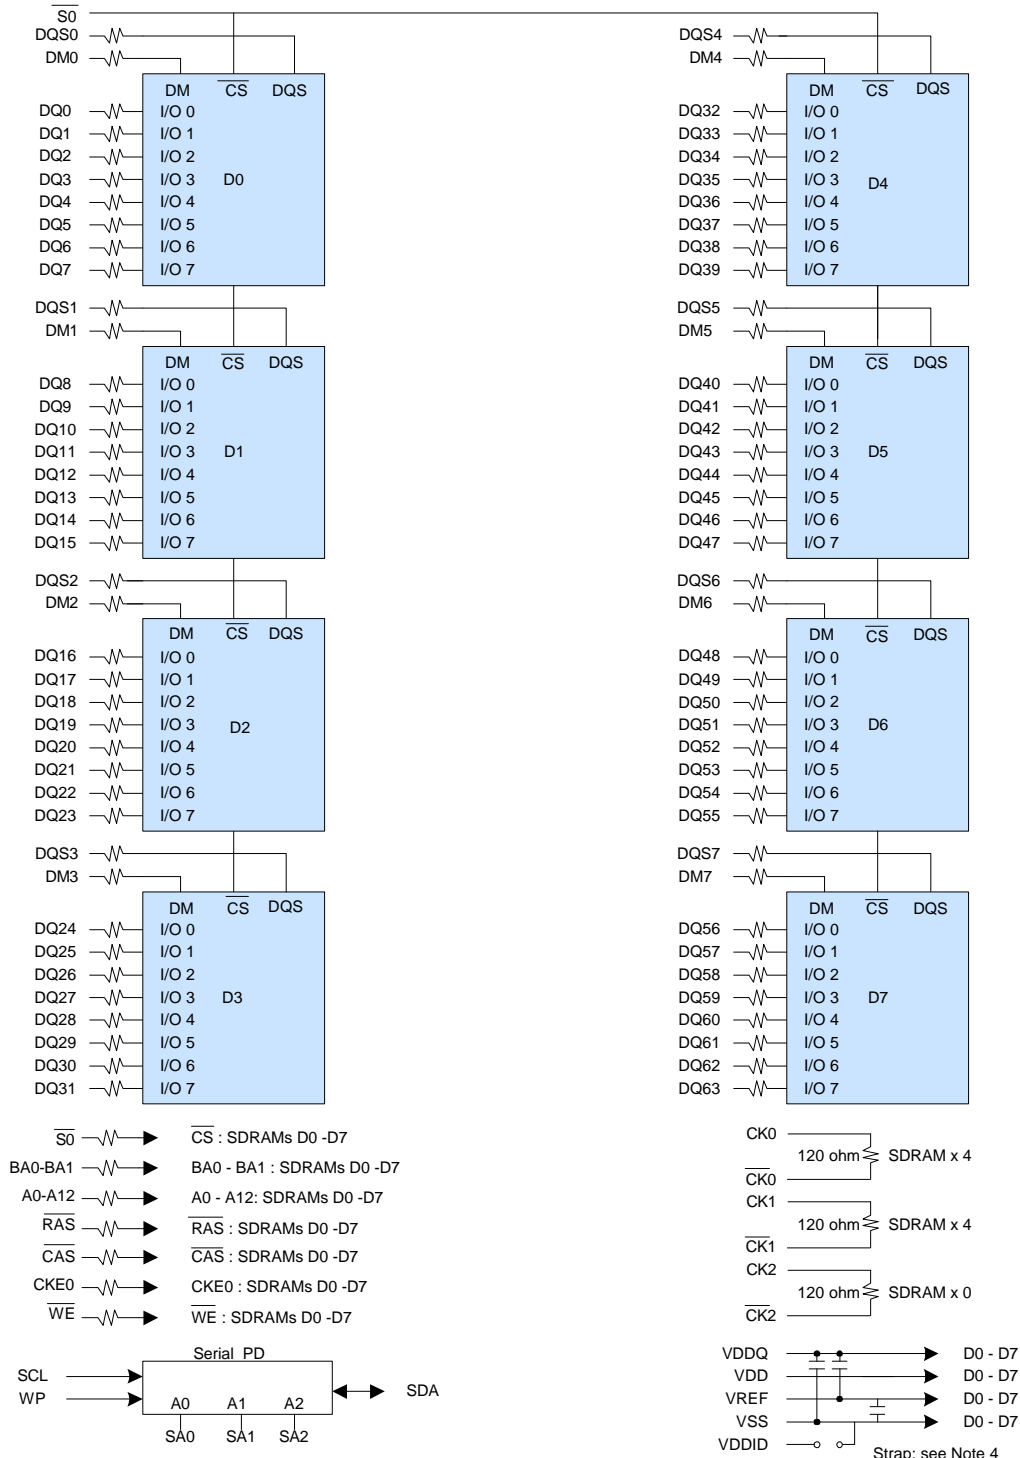 S0
DQS0
DM0
DM CS DQS
DQ0 I/O 0
DQ1 I/O 1
DQ2 I/O 2
DQ3 I/O 3 D0
DQ4 I/O 4
DQ5 I/O 5
DQ6 I/O 6
DQ7 I/O 7
DQS1
DM1
DM CS DQS
DQ8 I/O 0
DQ9 I/O 1
DQ10 I/O 2
DQ11 I/O 3 D1
DQ12 I/O 4
DQ13 I/O 5
DQ14 I/O 6
DQ15 I/O 7
DQS2
DM2
DM CS DQS
DQ16 I/O 0
DQ17 I/O 1
DQ18 I/O 2
DQ19 I/O 3 D2
DQ20 I/O 4
DQ21 I/O 5
DQ22 I/O 6
DQ23 I/O 7
DQS3
DM3
DM CS DQS
DQ24 I/O 0
DQ25 I/O 1
DQ26 I/O 2
DQ27 I/O 3 D3
DQ28 I/O 4
DQ29 I/O 5
DQ30 I/O 6
DQ31 I/O 7
DQS4
DM4
DM CS DQS
DQ32 I/O 0
DQ33 I/O 1
DQ34 I/O 2
DQ35 I/O 3 D4
DQ36 I/O 4
DQ37 I/O 5
DQ38 I/O 6
DQ39 I/O 7
DQS5
DM5
DM CS DQS
DQ40 I/O 0
DQ41 I/O 1
DQ42 I/O 2
DQ43 I/O 3 D5
DQ44 I/O 4
DQ45 I/O 5
DQ46 I/O 6
DQ47 I/O 7
DQS6
DM6
DM CS DQS
DQ48 I/O 0
DQ49 I/O 1
DQ50 I/O 2
DQ51 I/O 3 D6
DQ52 I/O 4
DQ53 I/O 5
DQ54 I/O 6
DQ55 I/O 7
DQS7
DM7
DM CS DQS
DQ56 I/O 0
DQ57 I/O 1
DQ58 I/O 2
DQ59 I/O 3 D7
DQ60 I/O 4
DQ61 I/O 5
DQ62 I/O 6
DQ63 I/O 7
S0 CS : SDRAMs D0 -D7
BA0-BA1 BA0 - BA1 : SDRAMs D0 -D7
A0-A12 A0 - A12: SDRAMs D0 -D7
RAS RAS : SDRAMs D0 -D7
CAS CAS : SDRAMs D0 -D7
CKE0 CKE0 : SDRAMs D0 -D7
WE WE : SDRAMs D0 -D7
Serial PD
SCL
WP
SDA
A0 A1 A2
SA0 SA1 SA2
CK0
120 ohm SDRAM x 4
CK0
CK1
120 ohm SDRAM x 4
CK1
CK2
120 ohm SDRAM x 0
CK2
VDDQ D0 - D7
VDD D0 - D7
VREF D0 - D7
VSS D0 - D7
VDDID
Strap: see Note 4